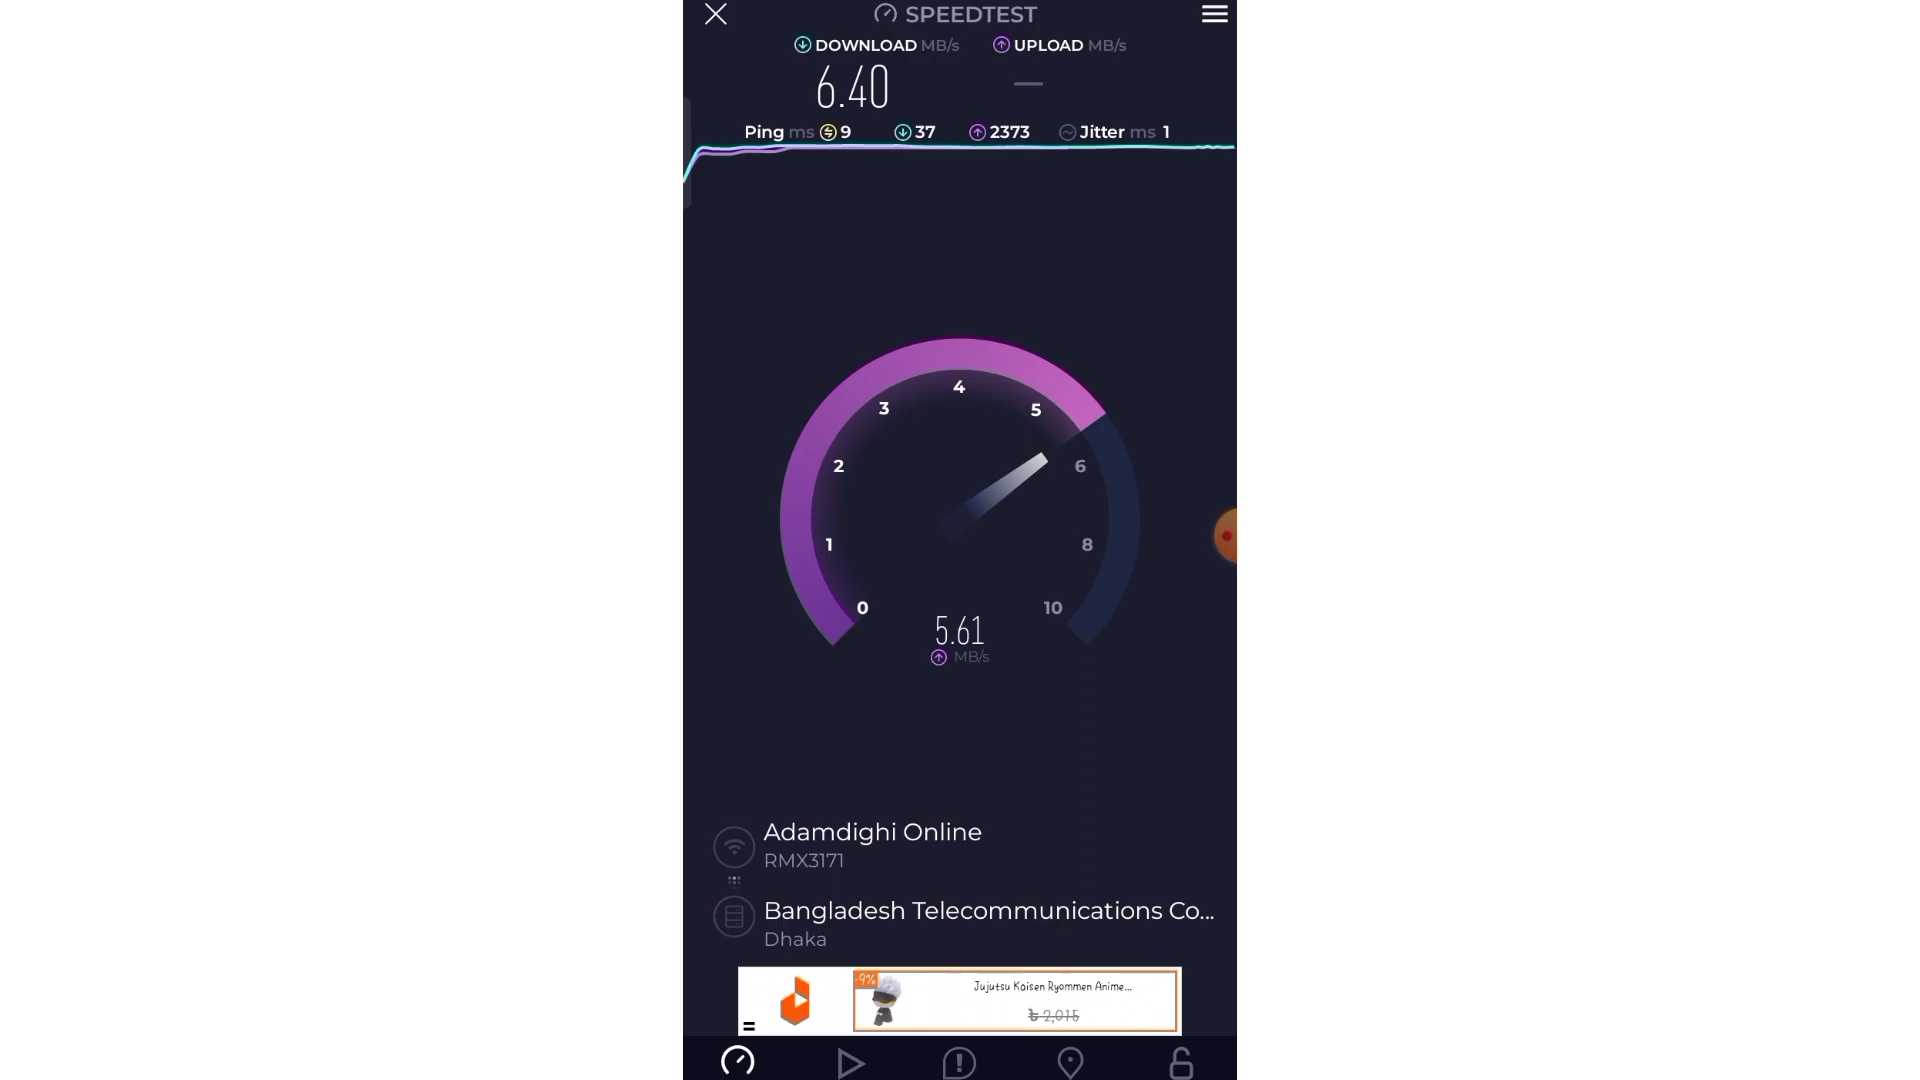 SPEEDTEST
DOWNLOAD MB/s UPLOAD MB/s
6.40 —
Ping ms 9 37 2373 Jitter ms 1
4
3 5
2 6
1 8
0 10
5.61
MB/s
Adamdighi Online
RMX3171
Bangladesh Telecommunications Co...
Dhaka
-9%
Jujutsu Kaisen Ryommen Anime...
৳ 2,015